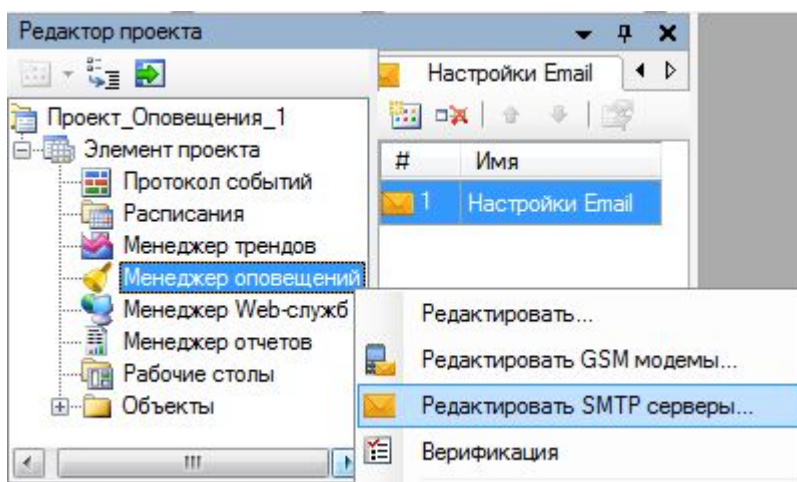 Редактор проекта
Настройки Email
Проект_Оповещения_1
Элемент проекта
# Имя
Протокол событий
1 Настройки Email
Расписания
Менеджер трендов
Менеджер оповещений
Менеджер Web-служб
Редактировать...
Менеджер отчетов
Редактировать GSM модемы...
Рабочие столы
Редактировать SMTP серверы...
Объекты
Верификация